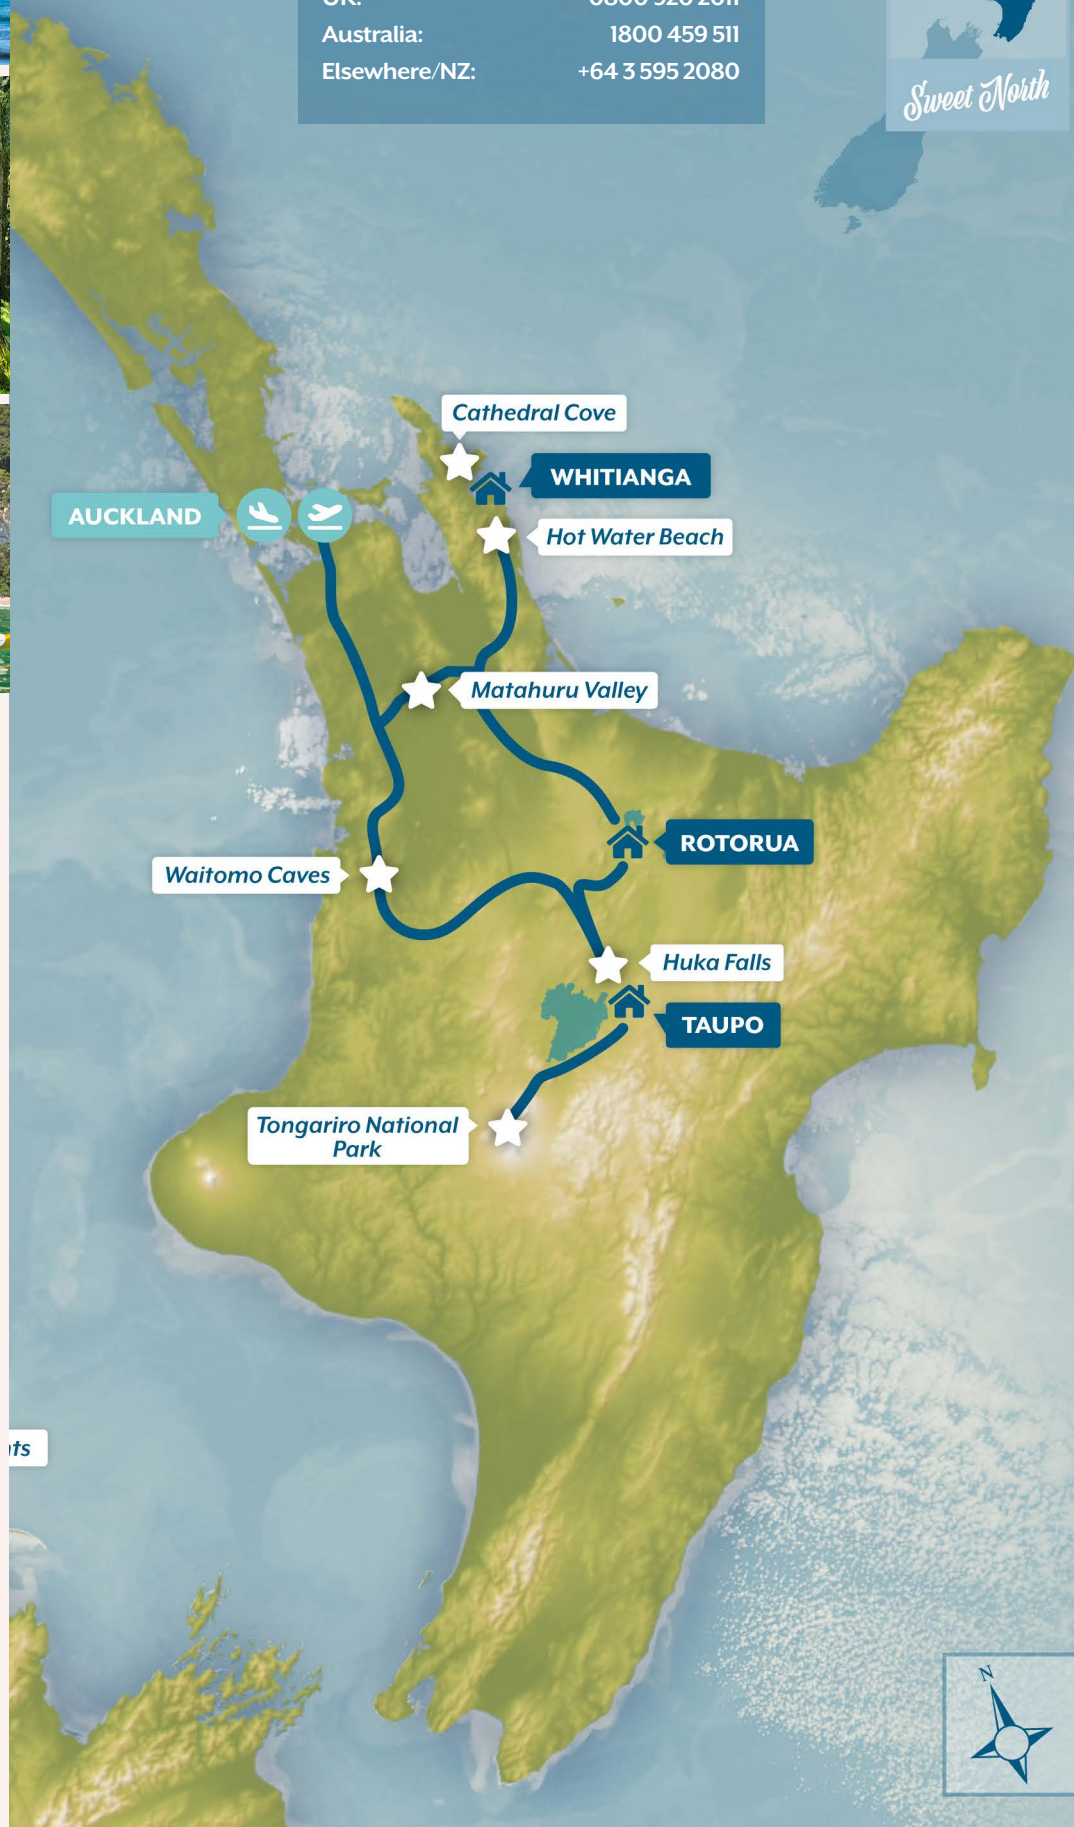 Australia: 1800 459 511
Elsewhere/NZ: +64 3 595 2080
Sweet North
Cathedral Cove
WHITIANGA
AUCKLAND
Hot Water Beach
Matahuru Valley
ROTORUA
Waitomo Caves
Huka Falls
TAUPO
Tongariro National
Park
N